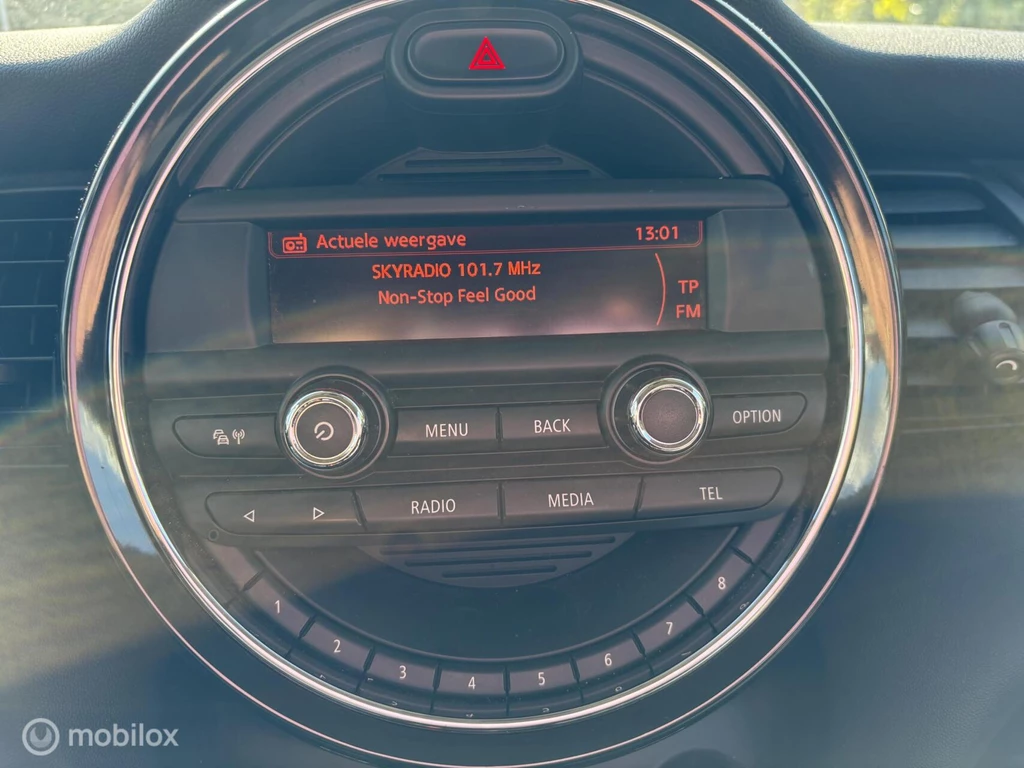 Actuele weergave 13:01
SKYRADIO 101.7 MHz
Non-Stop Feel Good
TP
FM
MENU BACK OPTION
RADIO MEDIA TEL
1 2 3 4 5 6 7 8
mobilox